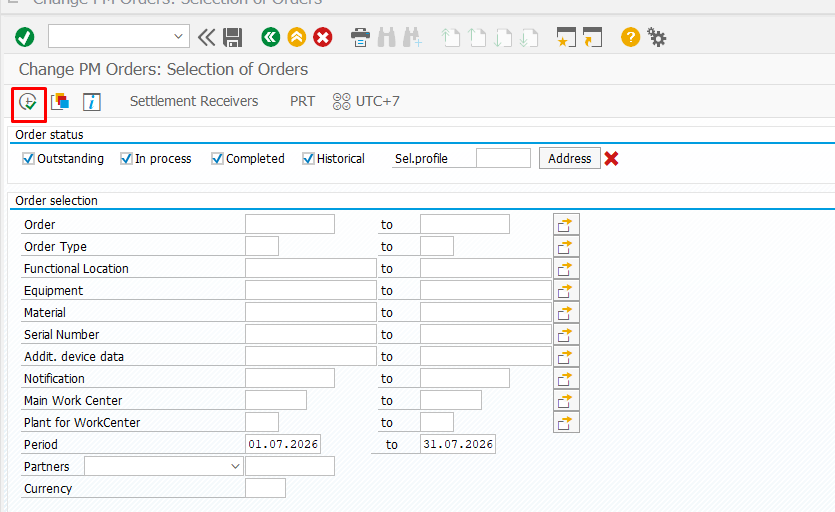 Change PM Orders: Selection of Orders
Change PM Orders: Selection of Orders
Settlement Receivers PRT UTC+7
Order status
Outstanding In process Completed Historical Sel.profile Address
Order selection
Order to
Order Type to
Functional Location to
Equipment to
Material to
Serial Number to
Addit. device data to
Notification to
Main Work Center to
Plant for WorkCenter to
Period 01.07.2026 to 31.07.2026
Partners
Currency